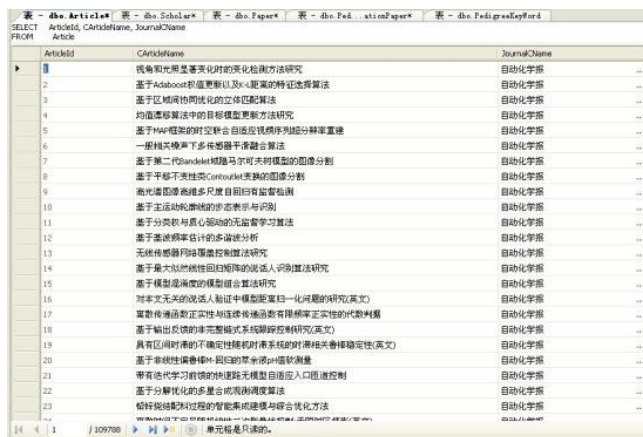 表 - dbo.Article* 表 - dbo.Scholar* 表 - dbo.Paper* 表 - dbo.Ped...ationPaper* 表 - dbo.PedigreeKeyWord
SELECT ArticleId, CArticleName, JournalCName
FROM Article
ArticleId CArticleName JournalCName
1 视角和光照显著变化时的变化检测方法研究 自动化学报 ...
2 基于Adaboost权值更新以及K-L距离的特征选择算法 自动化学报 ...
3 基于区域间协同优化的立体匹配算法 自动化学报 ...
4 均值漂移算法中的目标模型更新方法研究 自动化学报 ...
5 基于MAP框架的时空联合自适应视频序列超分辨率重建 自动化学报 ...
6 一般相关噪声下多传感器平滑融合算法 自动化学报 ...
7 基于第二代Bandelet域隐马尔可夫树模型的图像分割 自动化学报 ...
8 基于平移不变性类Contoutlet变换的图像分割 自动化学报 ...
9 高光谱图像高维多尺度自回归有监督检测 自动化学报 ...
10 基于主运动轮廓线的步态表示与识别 自动化学报 ...
11 基于分类权与质心驱动的无监督学习算法 自动化学报 ...
12 基于基波频率估计的多谐波分析 自动化学报 ...
13 无线传感器网络覆盖控制算法研究 自动化学报 ...
14 基于最大似然线性回归矩阵的说话人识别算法研究 自动化学报 ...
15 基于模型混淆度的模型组合算法研究 自动化学报 ...
16 对本文无关的说话人验证中模型距离归一化问题的研究(英文) 自动化学报 ...
17 离散传递函数正实性与连续传递函数有限频率正实性的代数判据 自动化学报 ...
18 基于输出反馈的非完整链式系统跟踪控制研究(英文) 自动化学报 ...
19 具有区间时滞的不确定性随机时滞系统的时滞相关鲁棒稳定性(英文) 自动化学报 ...
20 基于非线性偏鲁棒M-回归的草余液pH值软测量 自动化学报 ...
21 带有迭代学习前馈的快速路无模型自适应入口匝道控制 自动化学报 ...
22 基于分解优化的多星合成观测调度算法 自动化学报 ...
23 铅锌烧结配料过程的智能集成建模与综合优化方法 自动化学报 ...
1 / 109788 单元格是只读的。